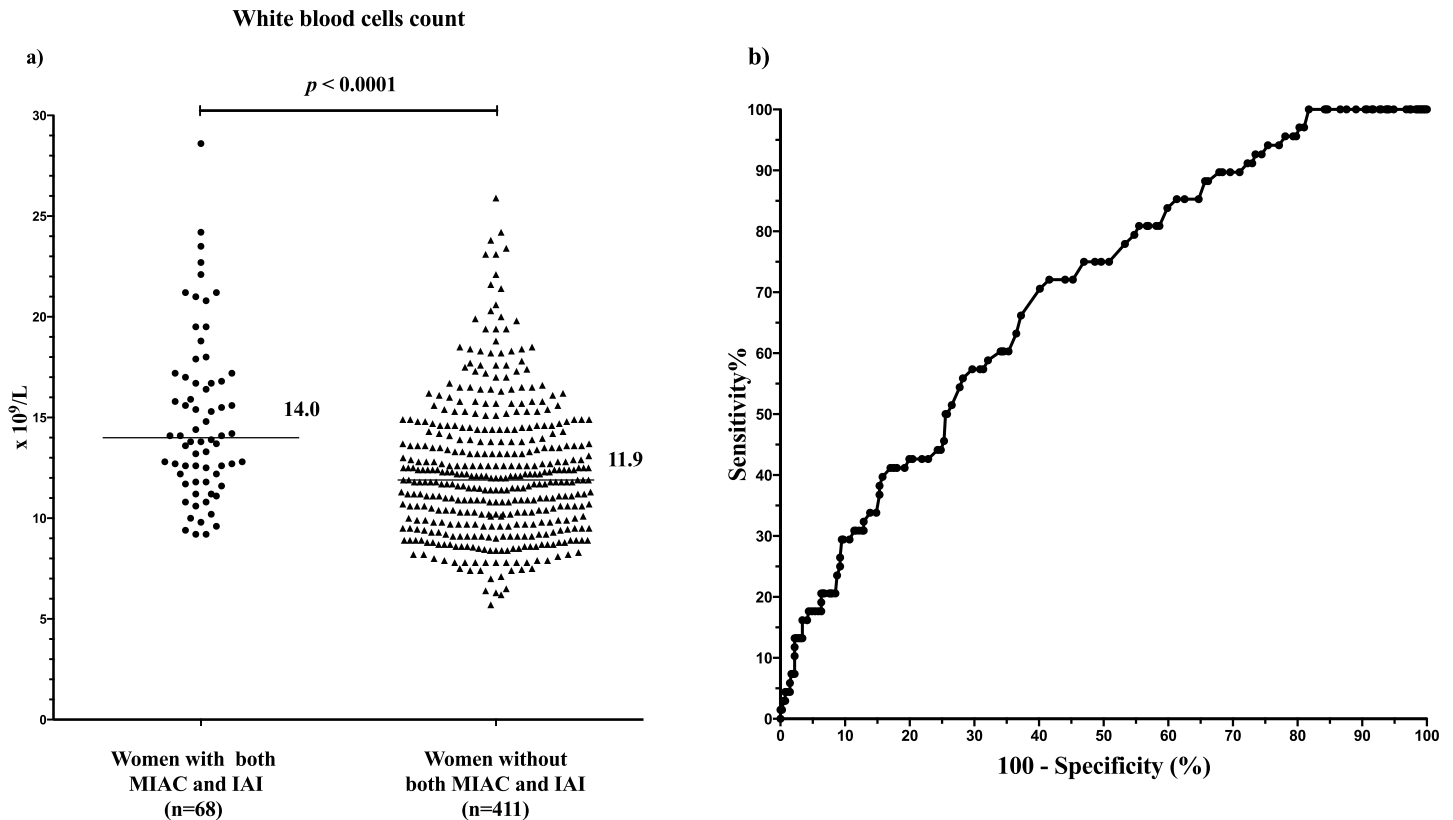 White blood cells count
a)
p < 0.0001
30
25
20
15
10
5
0
x 10⁹/L
14.0
11.9
Women with both
MIAC and IAI
(n=68)
Women without
both MIAC and IAI
(n=411)
b)
100
90
80
70
60
50
40
30
20
10
0
Sensitivity%
0 10 20 30 40 50 60 70 80 90 100
100 - Specificity (%)